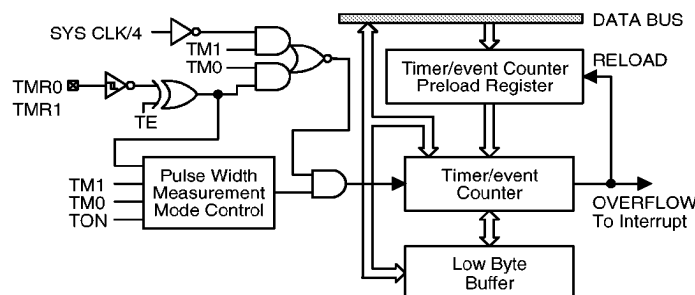 SYS CLK/4
TM1
TM0
TMR0
TMR1
TE
DATA BUS
Timer/event Counter
Preload Register
RELOAD
TM1
TM0
TON
Pulse Width
Measurement
Mode Control
Timer/event
Counter
OVERFLOW
To Interrupt
Low Byte
Buffer